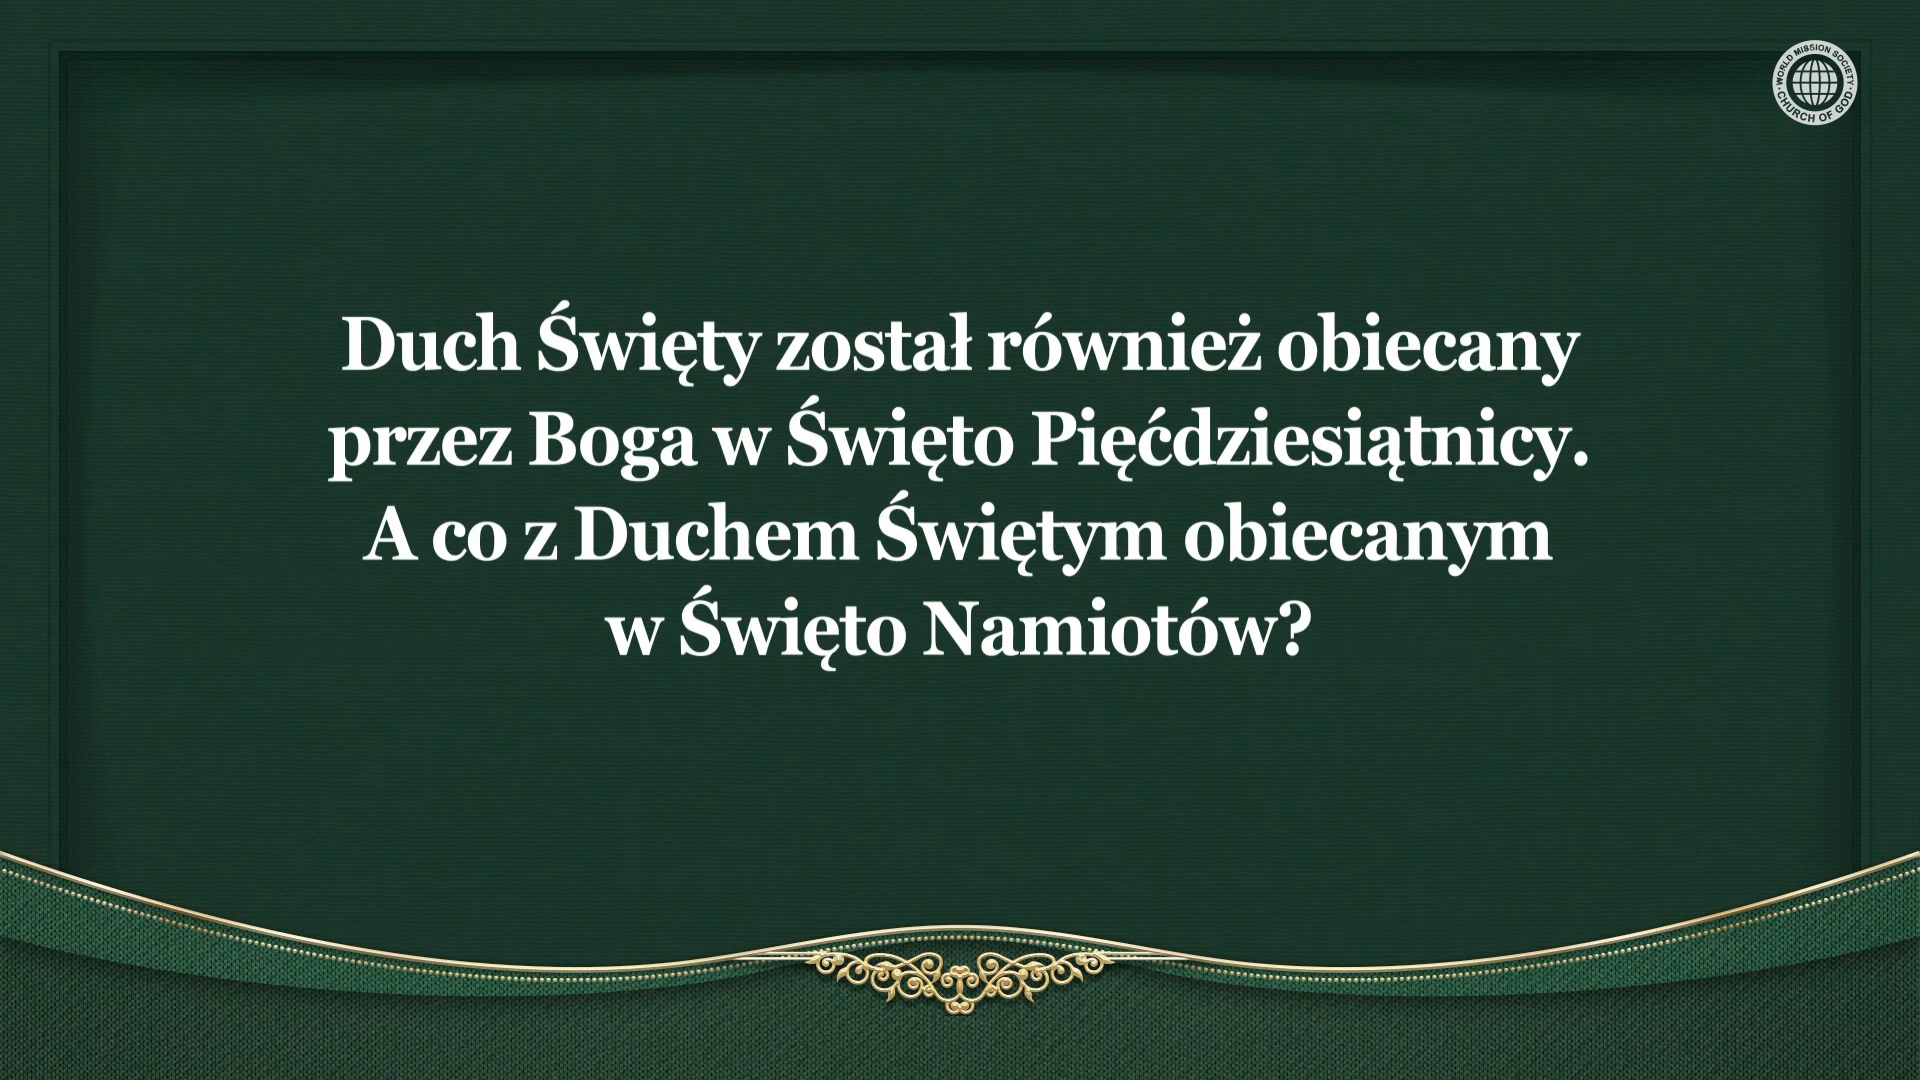 WORLD MISSION SOCIETY
CHURCH OF GOD
Duch Święty został również obiecany
przez Boga w Święto Pięćdziesiątnicy.
A co z Duchem Świętym obiecanym
w Święto Namiotów?